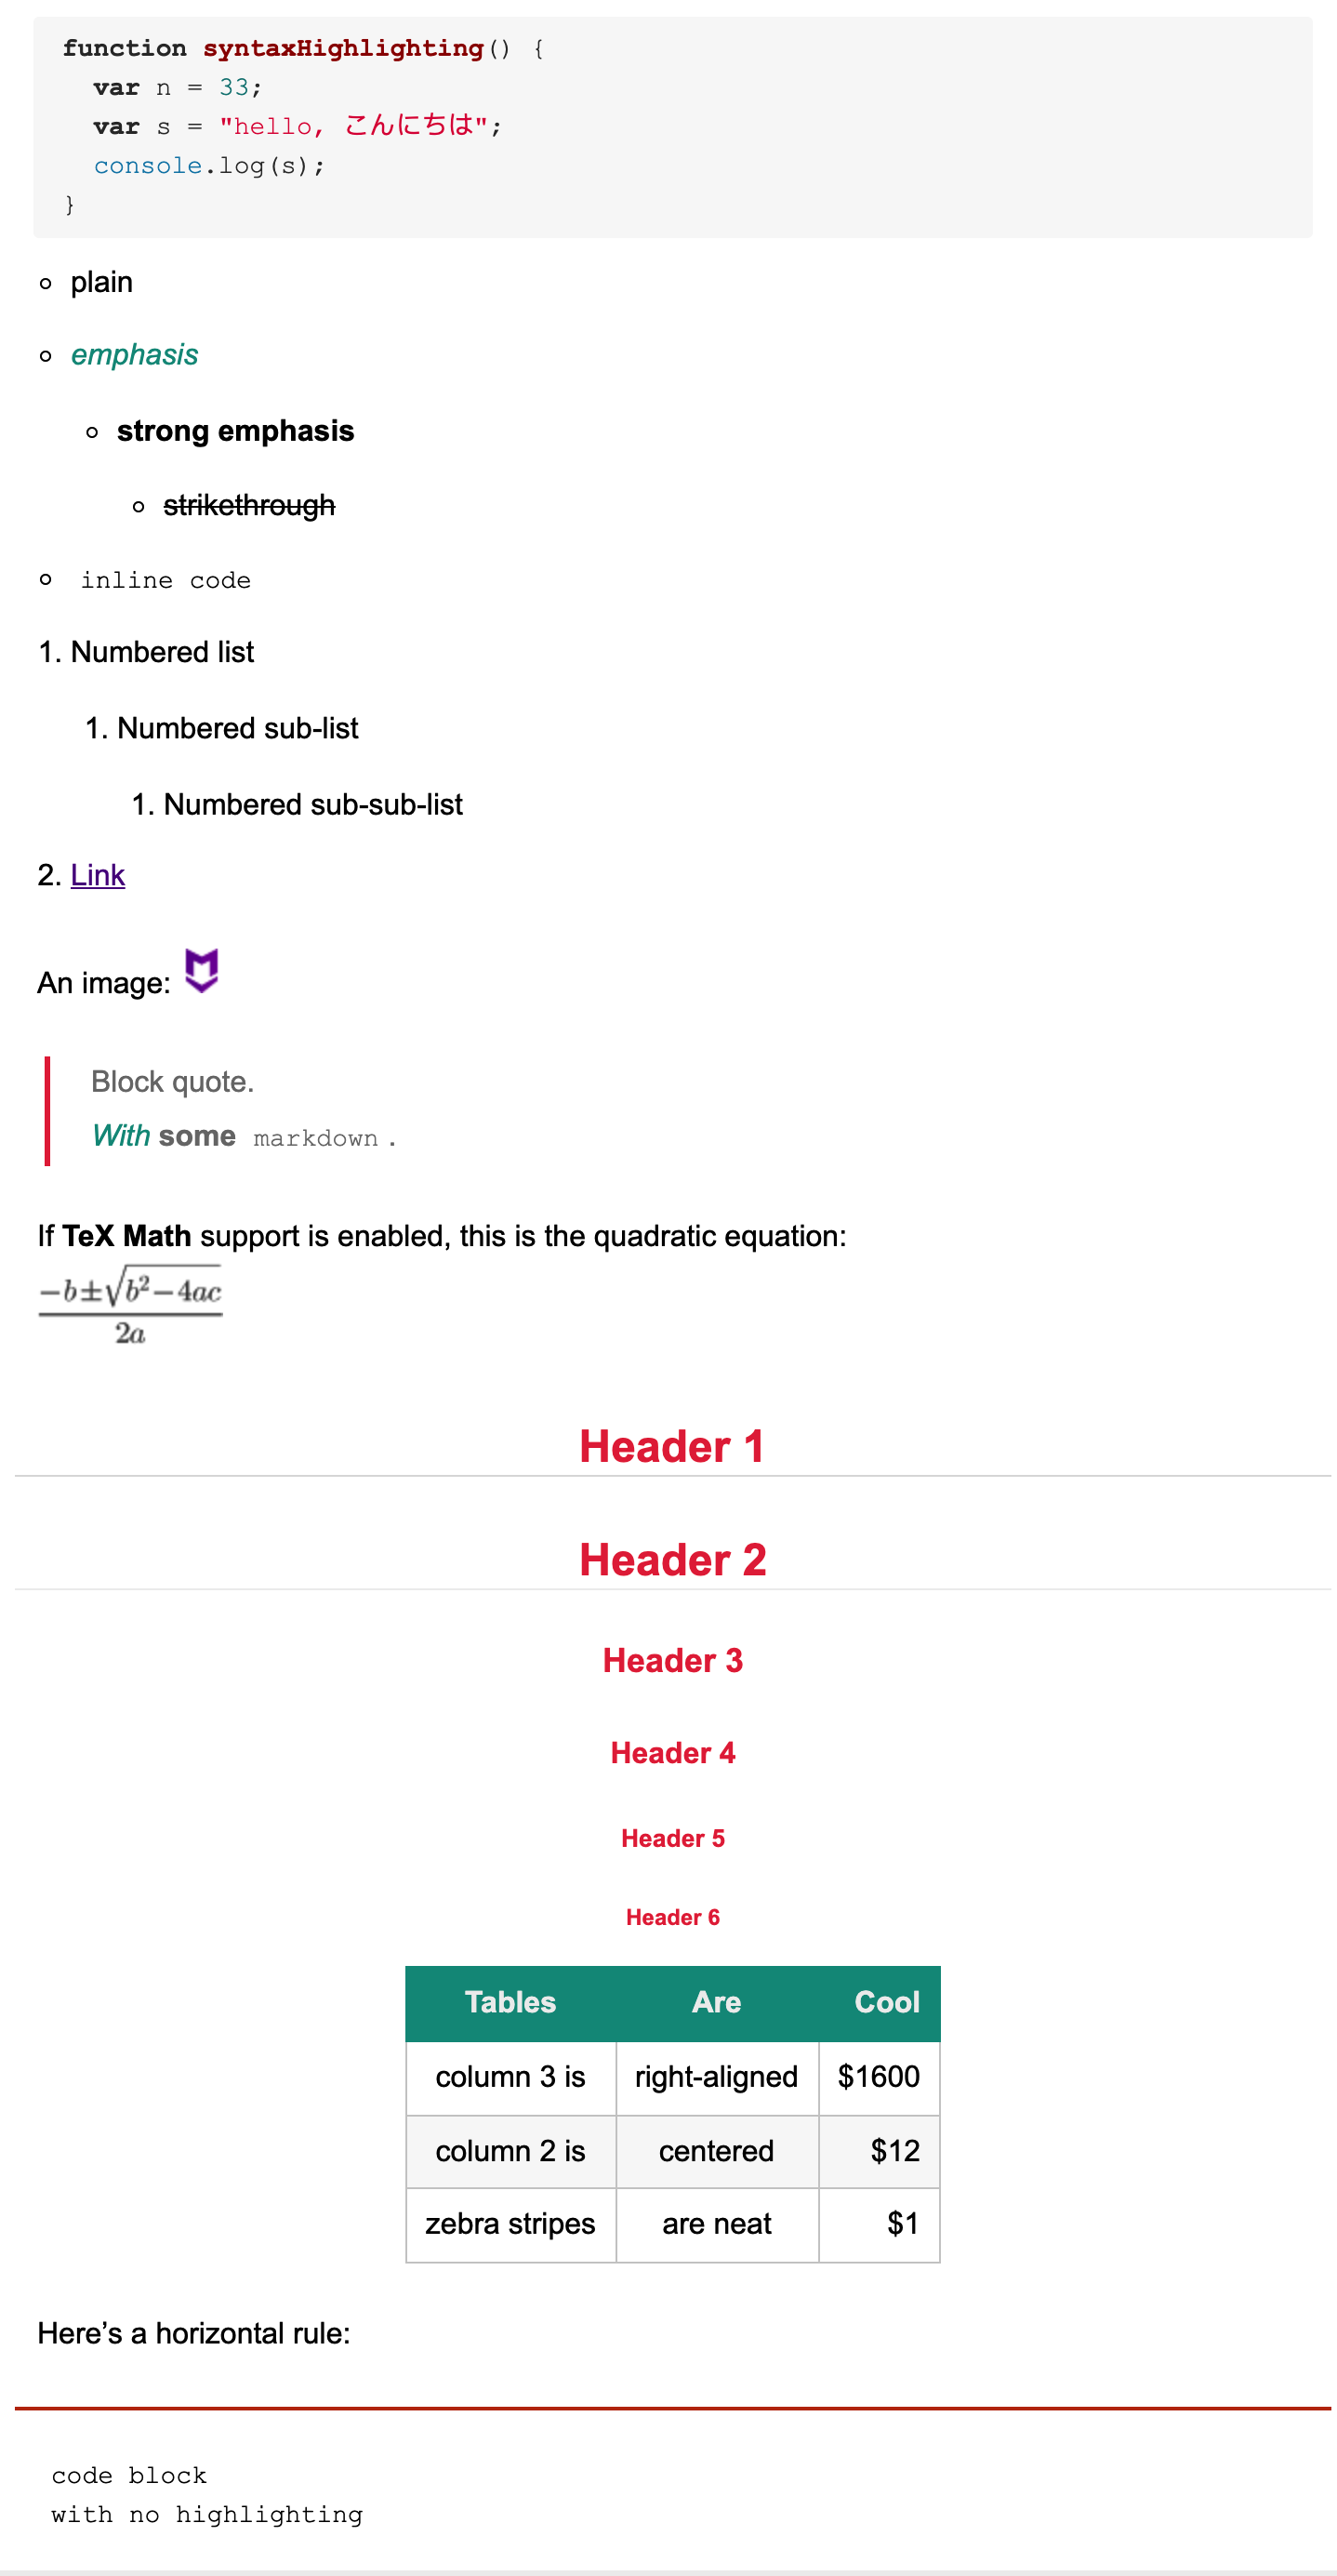 function syntaxHighlighting() {
  var n = 33;
  var s = "hello, こんにちは";
  console.log(s);
}
plain
emphasis
strong emphasis
strikethrough
inline code
1. Numbered list
1. Numbered sub-list
1. Numbered sub-sub-list
2. Link
An image:
Block quote.
With some markdown .
If TeX Math support is enabled, this is the quadratic equation:
−b±√b²−4ac
2a
Header 1
Header 2
Header 3
Header 4
Header 5
Header 6
Tables Are Cool
column 3 is right-aligned $1600
column 2 is centered $12
zebra stripes are neat $1
Here’s a horizontal rule:
code block
with no highlighting